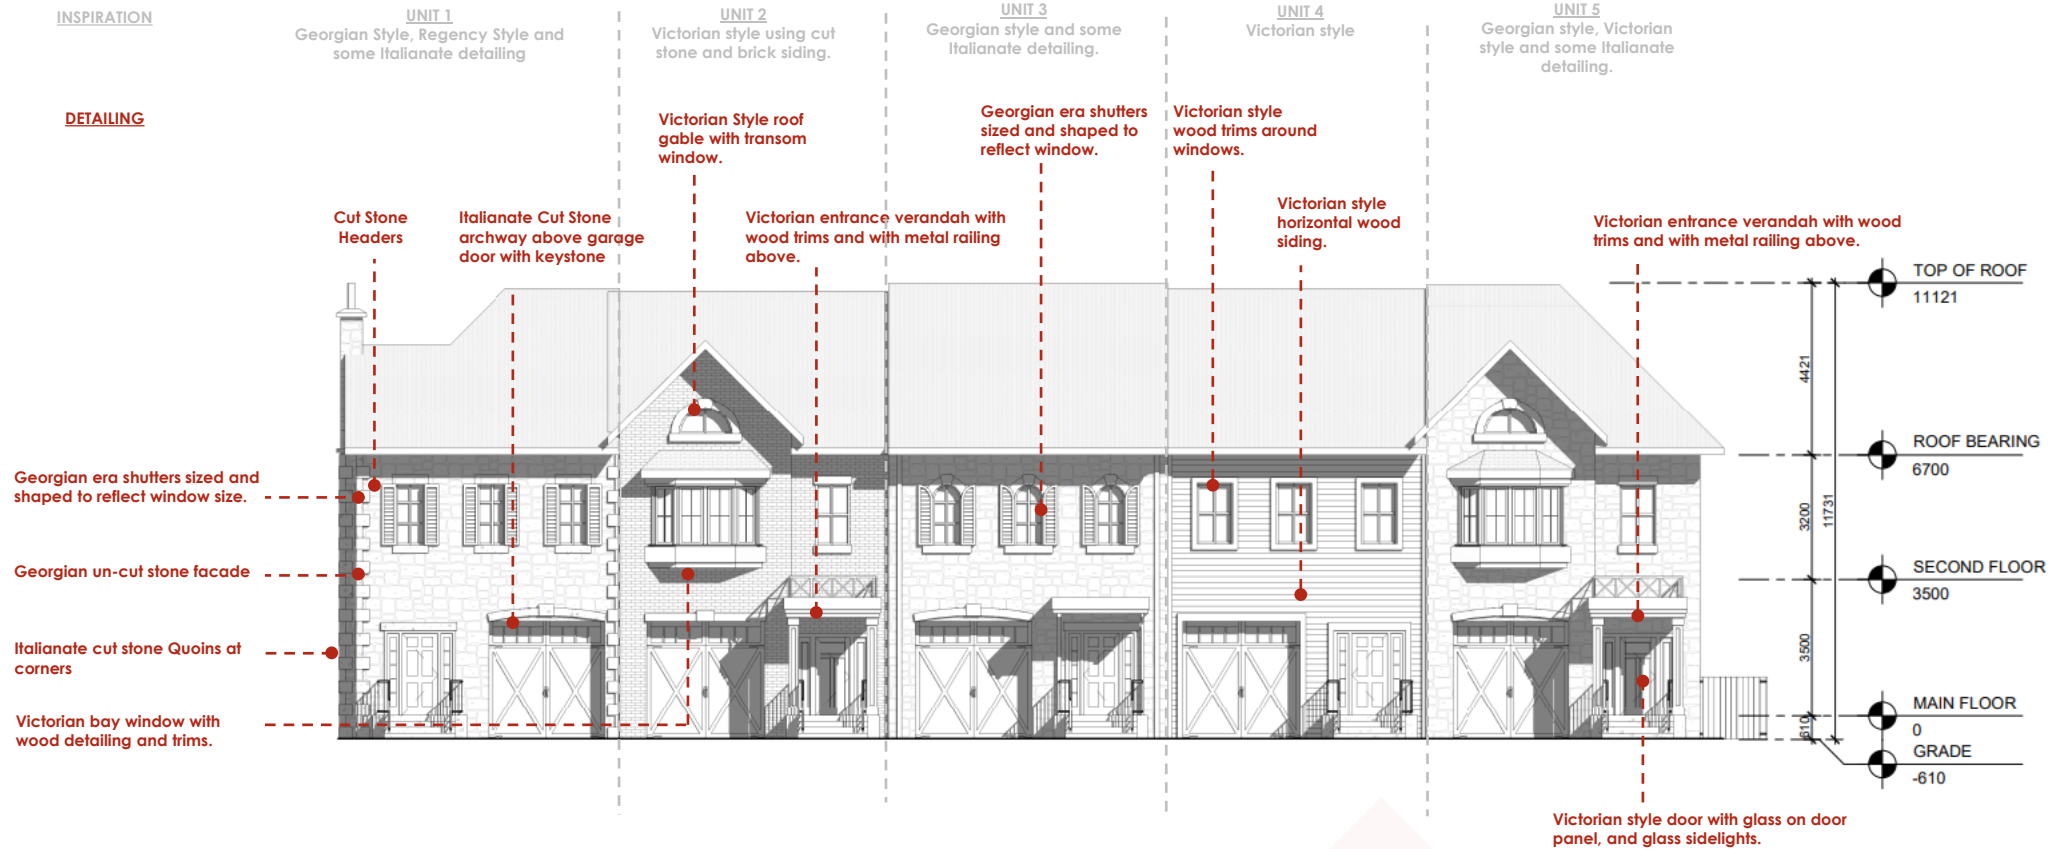 INSPIRATION
UNIT 1
Georgian Style, Regency Style and
some Italianate detailing
UNIT 2
Victorian style using cut
stone and brick siding.
UNIT 3
Georgian style and some
Italianate detailing.
UNIT 4
Victorian style
UNIT 5
Georgian style, Victorian
style and some Italianate
detailing.
DETAILING
Victorian Style roof
gable with transom
window.
Georgian era shutters
sized and shaped to
reflect window.
Victorian style
wood trims around
windows.
Cut Stone
Headers
Italianate Cut Stone
archway above garage
door with keystone
Victorian entrance verandah with
wood trims and with metal railing
above.
Victorian style
horizontal wood
siding.
Victorian entrance verandah with wood
trims and with metal railing above.
Georgian era shutters sized and
shaped to reflect window size.
Georgian un-cut stone facade
Italianate cut stone Quoins at
corners
Victorian bay window with
wood detailing and trims.
4421
3200
11731
3500
610
TOP OF ROOF
11121
ROOF BEARING
6700
SECOND FLOOR
3500
MAIN FLOOR
0
GRADE
-610
Victorian style door with glass on door
panel, and glass sidelights.